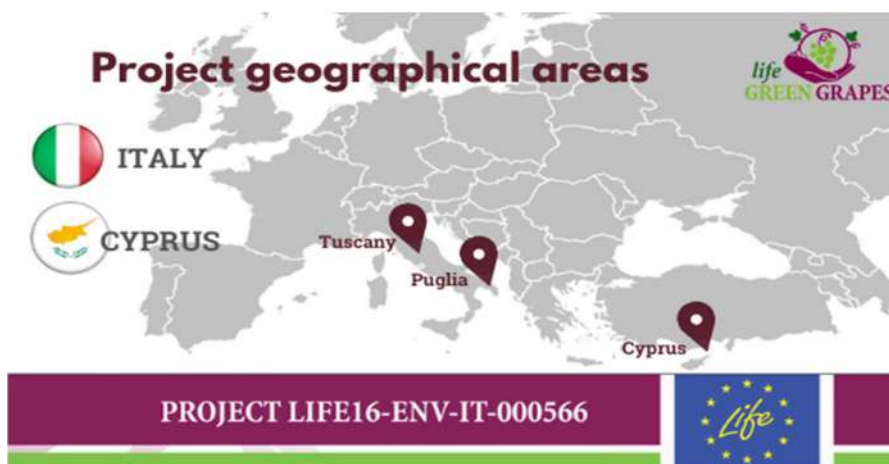 Project geographical areas
life
GREEN GRAPES
ITALY
CYPRUS
Tuscany
Puglia
Cyprus
PROJECT LIFE16-ENV-IT-000566
Life